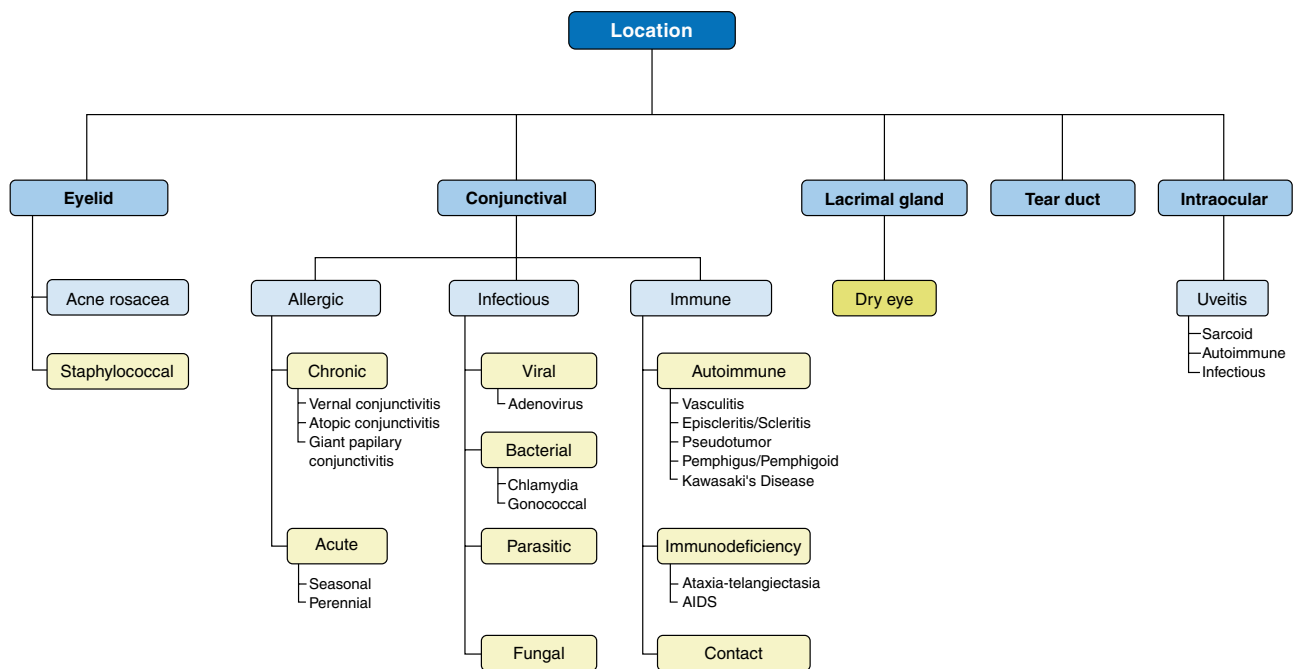 Location
Eyelid
Conjunctival
Lacrimal gland
Tear duct
Intraocular
Acne rosacea
Staphylococcal
Allergic
Chronic
Vernal conjunctivitis
Atopic conjunctivitis
Giant papillary
conjunctivitis
Acute
Seasonal
Perennial
Infectious
Viral
Adenovirus
Bacterial
Chlamydia
Gonococcal
Parasitic
Fungal
Immune
Autoimmune
Vasculitis
Episcleritis/Scleritis
Pseudotumor
Pemphigus/Pemphigoid
Kawasaki's Disease
Immunodeficiency
Ataxia-telangiectasia
AIDS
Contact
Dry eye
Uveitis
Sarcoid
Autoimmune
Infectious